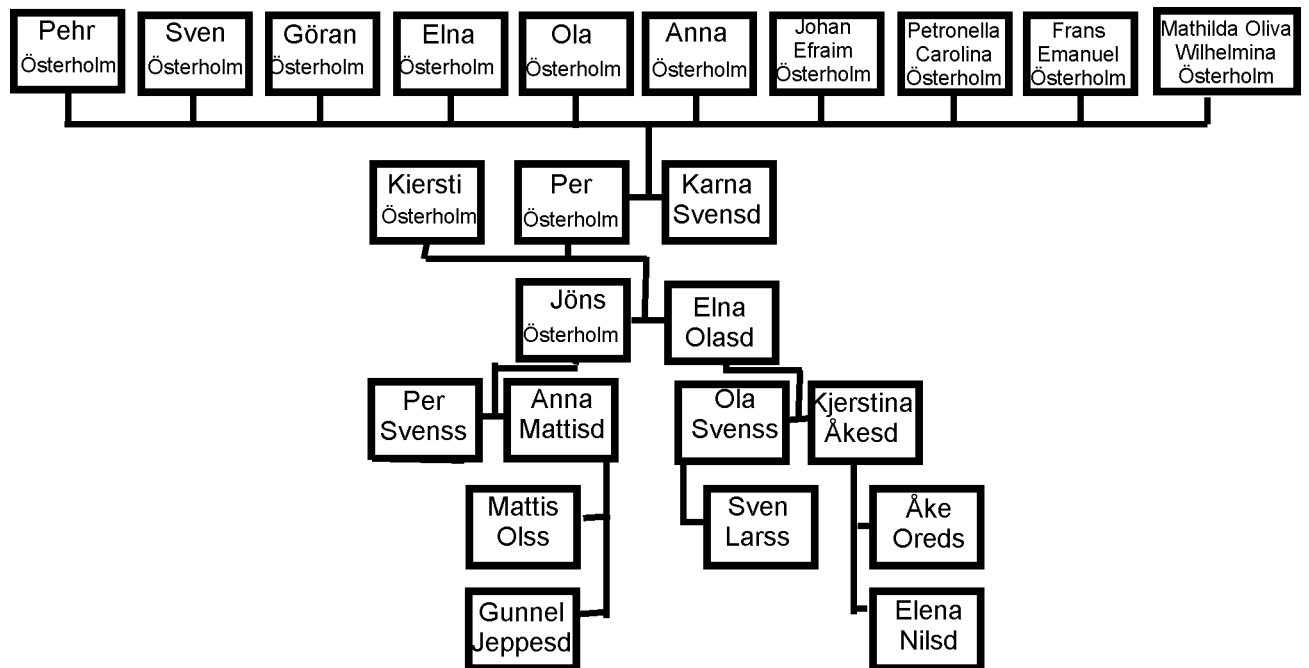 Pehr
Österholm
Sven
Österholm
Göran
Österholm
Elna
Österholm
Ola
Österholm
Anna
Österholm
Johan
Efraim
Österholm
Petronella
Carolina
Österholm
Frans
Emanuel
Österholm
Mathilda Oliva
Wilhelmina
Österholm
Kiersti
Österholm
Per
Österholm
Karna
Svensd
Jöns
Österholm
Elna
Olasd
Per
Svenss
Anna
Mattisd
Ola
Svenss
Kjerstina
Åkesd
Mattis
Olss
Sven
Larss
Åke
Oreds
Gunnel
Jeppesd
Elena
Nilsd